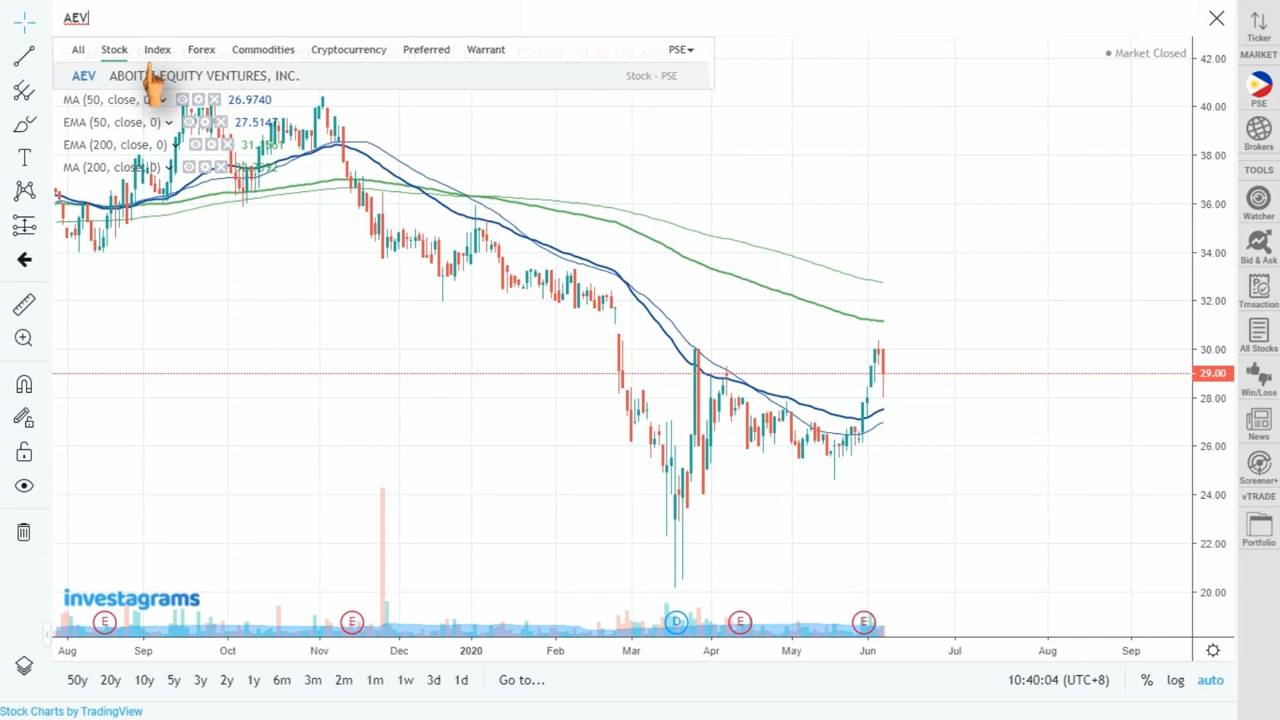 AEV
All Stock Index Forex Commodities Cryptocurrency Preferred Warrant PSE
AEV ABOITIZ EQUITY VENTURES, INC. Stock - PSE
Market Closed
MA (50, close, 0) 26.9740
EMA (50, close, 0) 27.5147
EMA (200, close, 0)
MA (200, close, 0)
42.00
40.00
38.00
36.00
34.00
32.00
30.00
29.00
28.00
26.00
24.00
22.00
20.00
investagrams
E E D E E
Aug Sep Oct Nov Dec 2020 Feb Mar Apr May Jun Jul Aug Sep
50y 20y 10y 5y 3y 2y 1y 6m 3m 2m 1m 1w 3d 1d Go to... 10:40:04 (UTC+8) % log auto
Stock Charts by TradingView
Ticker
MARKET
PSE
Brokers
TOOLS
Watcher
Bid & Ask
Trnsaction
All Stocks
Win/Lose
News
Screener+
vTRADE
Portfolio